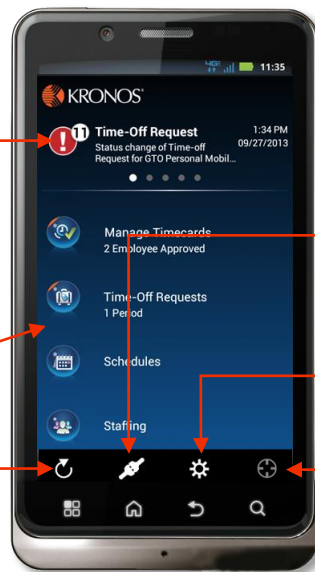 4GE 11:35
KRONOS®
11 Time-Off Request 1:34 PM
Status change of Time-off 09/27/2013
Request for GTO Personal Mobil...
Manage Timecards
2 Employee Approved
Time-Off Requests
1 Period
Schedules
Staffing